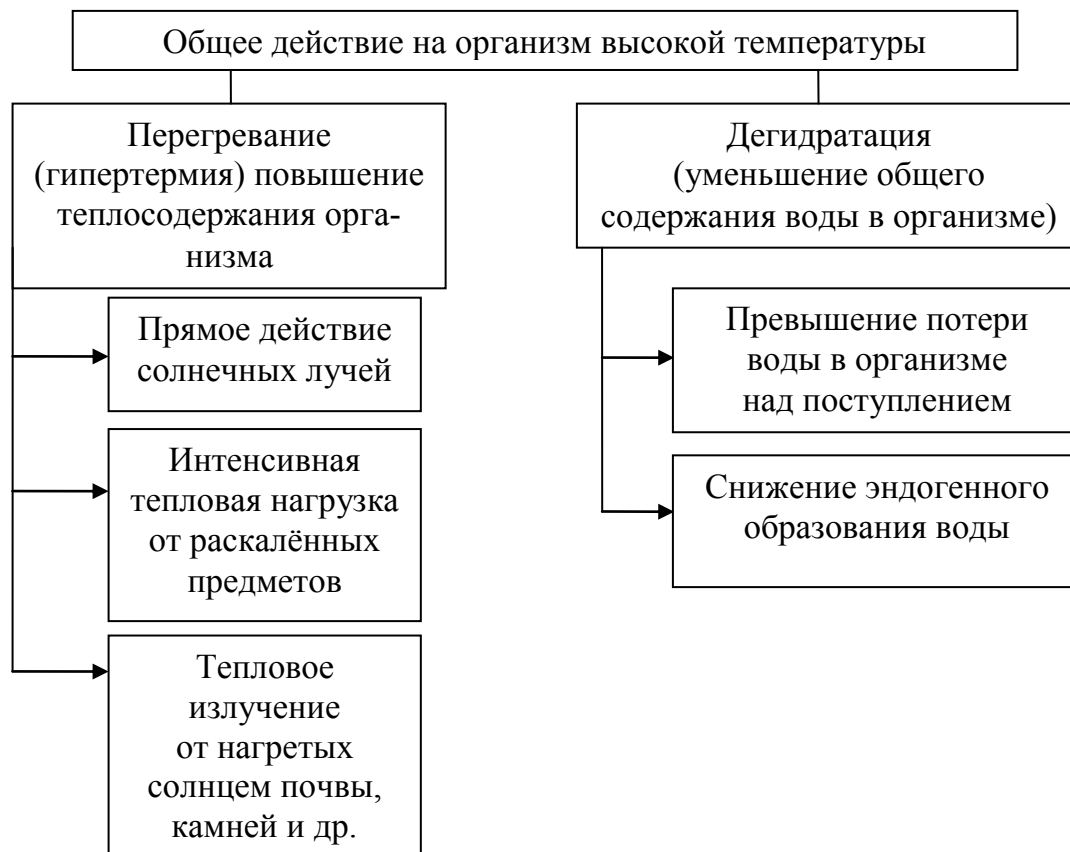 Общее действие на организм высокой температуры
Перегревание
(гипертермия) повышение
теплосодержания орга-
низма
Прямое действие
солнечных лучей
Интенсивная
тепловая нагрузка
от раскалённых
предметов
Тепловое
излучение
от нагретых
солнцем почвы,
камней и др.
Дегидратация
(уменьшение общего
содержания воды в организме)
Превышение потери
воды в организме
над поступлением
Снижение эндогенного
образования воды